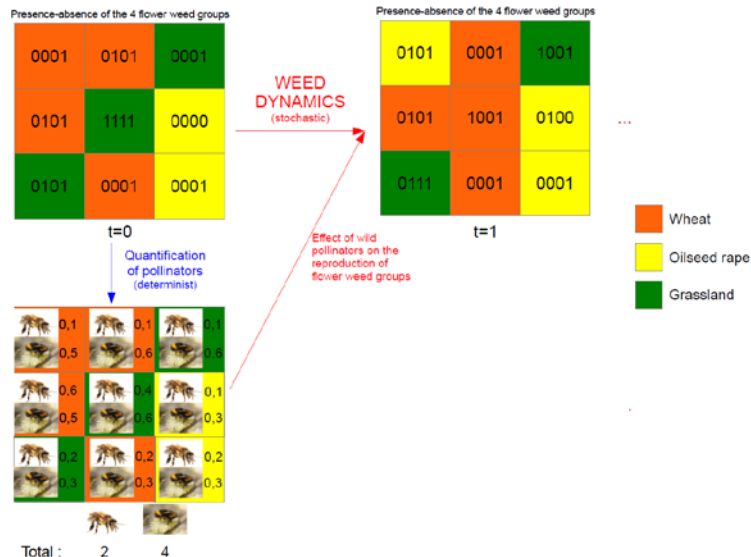 Presence-absence of the 4 flower weed groups
0001 0101 0001
0101 1111 0000
0101 0001 0001
t=0
WEED
DYNAMICS
(stochastic)
Presence-absence of the 4 flower weed groups
0101 0001 1001
0101 1001 0100
0111 0001 0001
t=1
...
Wheat
Oilseed rape
Grassland
Effect of wild
pollinators on the
reproduction of
flower weed groups
Quantification
of pollinators
(determinist)
0,1 0,1 0,1
0,5 0,6 0,6
0,6 0,4 0,1
0,5 0,6 0,3
0,2 0,2 0,2
0,3 0,3 0,3
Total : 2 4